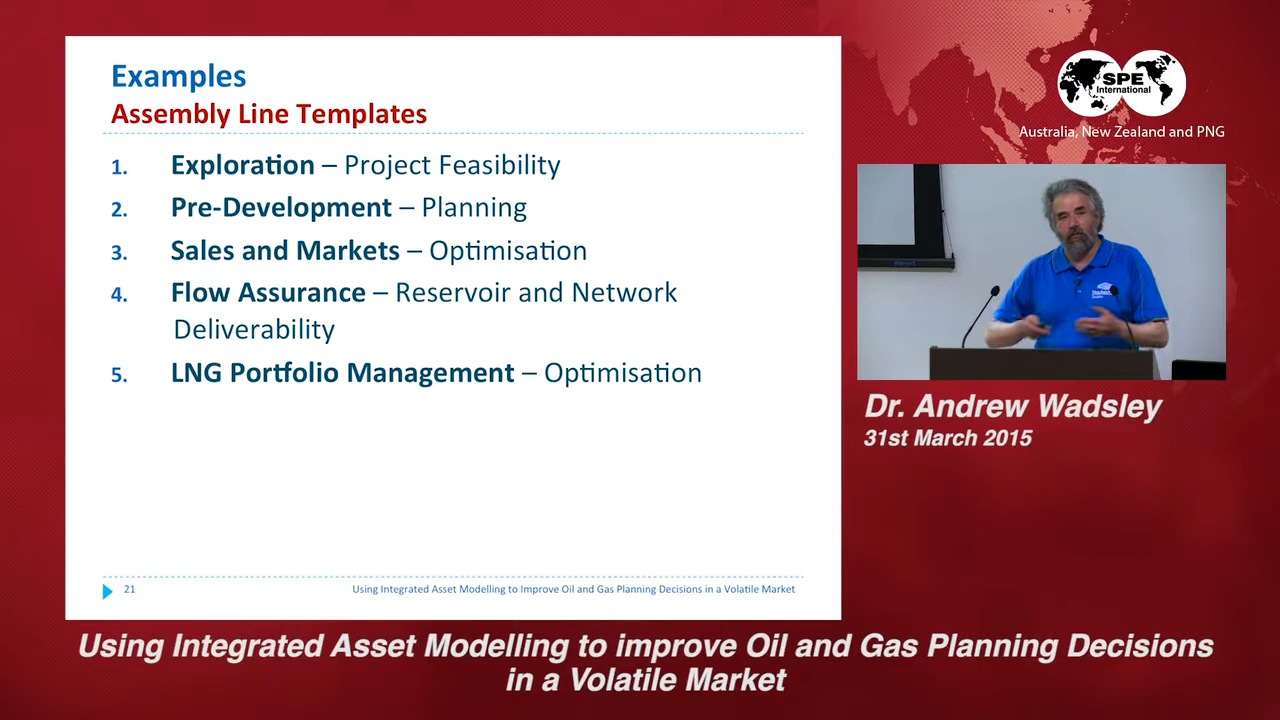 Examples
Assembly Line Templates
1. Exploration – Project Feasibility
2. Pre-Development – Planning
3. Sales and Markets – Optimisation
4. Flow Assurance – Reservoir and Network
Deliverability
5. LNG Portfolio Management – Optimisation
21 Using Integrated Asset Modelling to Improve Oil and Gas Planning Decisions in a Volatile Market
SPE
International
Australia, New Zealand and PNG
Dr. Andrew Wadsley
31st March 2015
Using Integrated Asset Modelling to improve Oil and Gas Planning Decisions
in a Volatile Market